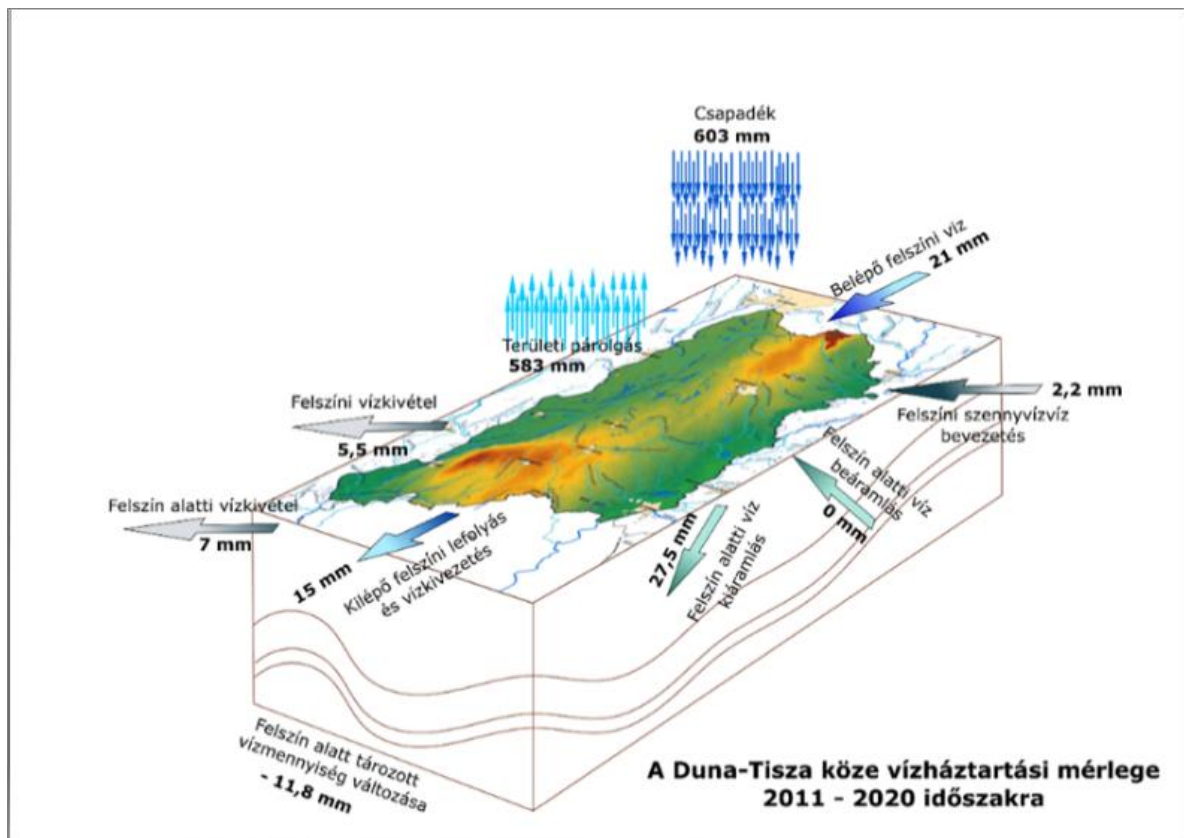 Csapadék
603 mm
Belépő felszíni víz
21 mm
Területi párolgás
583 mm
Felszíni vízkivétel
5,5 mm
2,2 mm
Felszíni szennyvízvíz
bevezetés
Felszín alatti víz
beáramlás
0 mm
Felszín alatti vízkivétel
7 mm
15 mm
Kilépő felszíni lefolyás
és vízkivezetés
27,5 mm
Felszín alatti víz
kiáramlás
Felszín alatt tározott
vízmennyiség változása
- 11,8 mm
A Duna-Tisza köze vízháztartási mérlege
2011 - 2020 időszakra